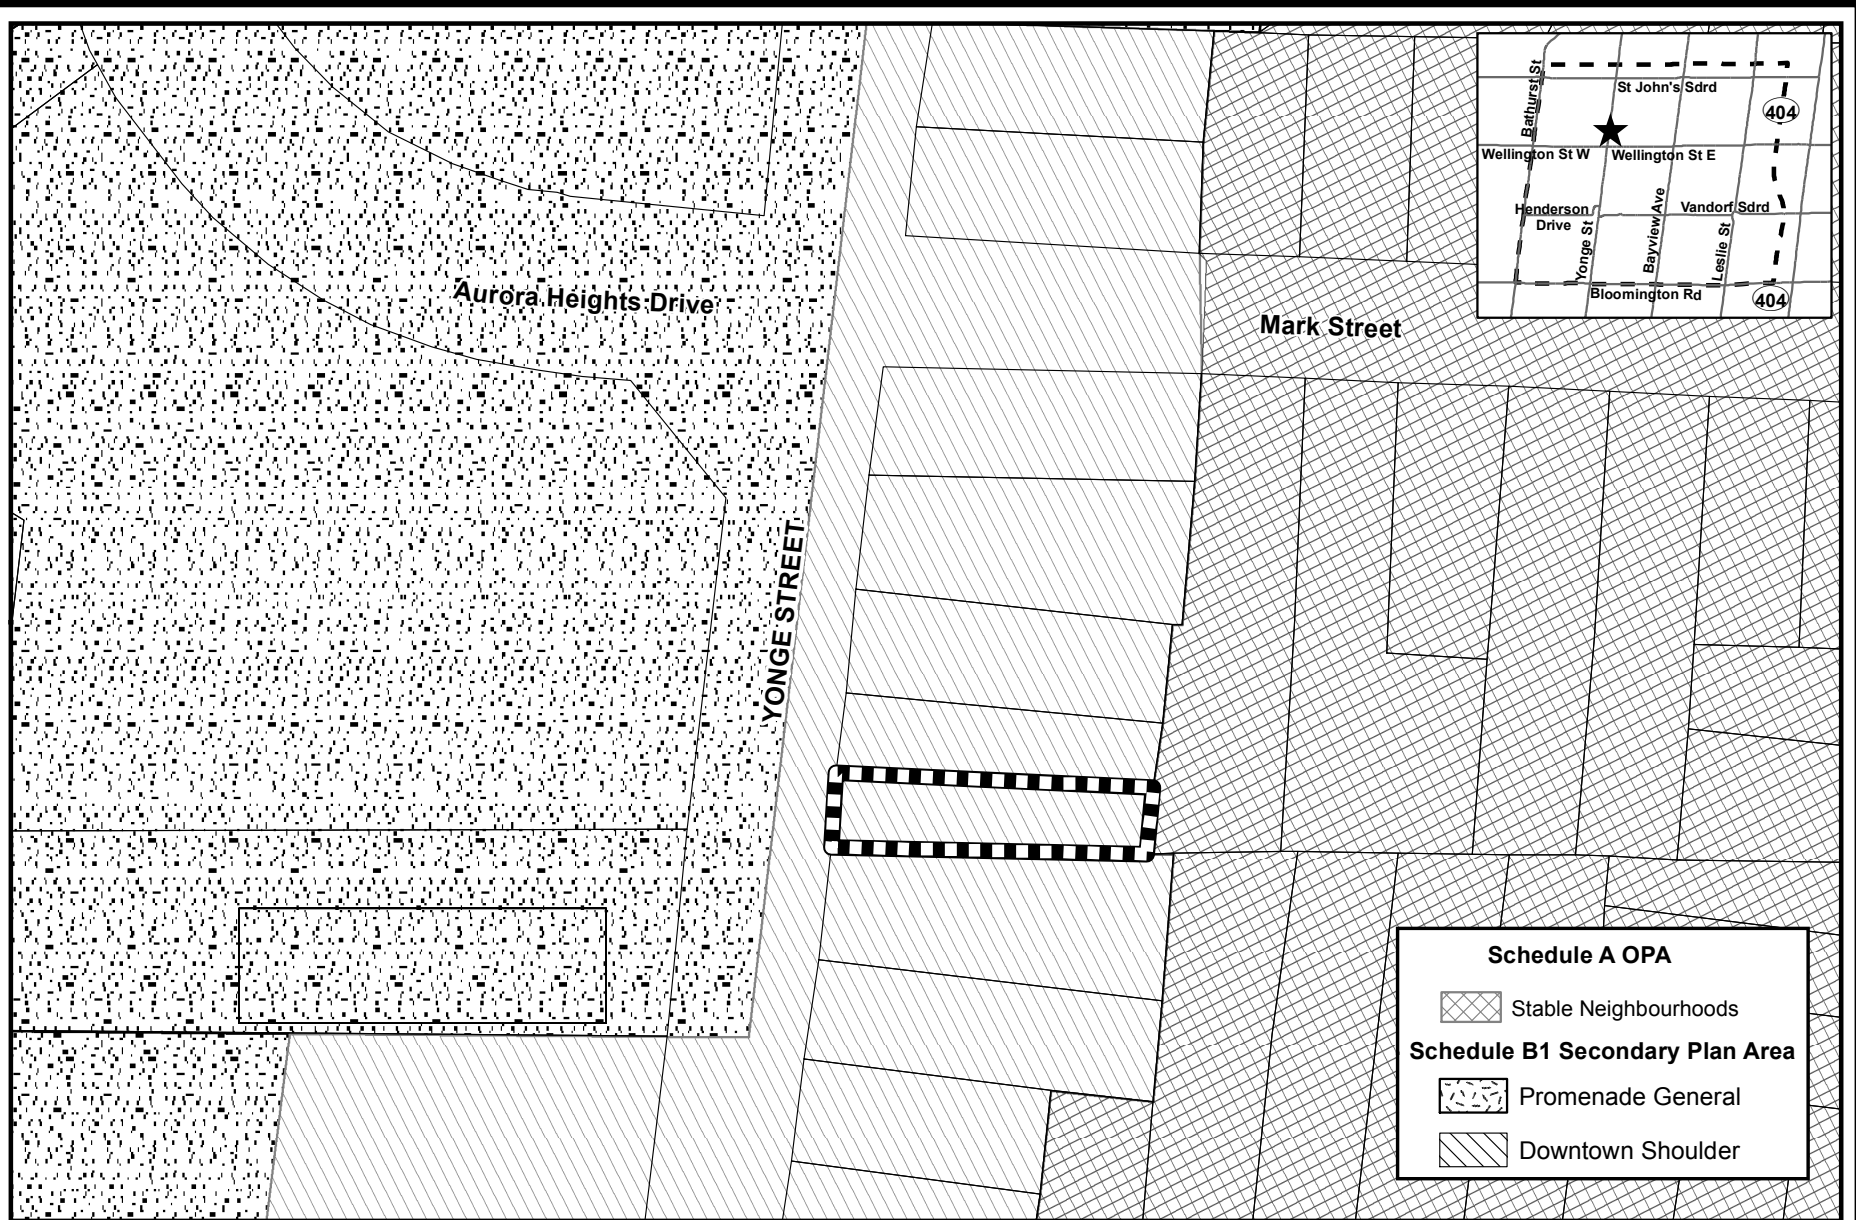 Aurora Heights Drive
Mark Street
YONGE STREET
Bathurst St
St John's Sdrd
404
Wellington St W
Wellington St E
Henderson
Drive
Yonge St
Bayview Ave
Vandorf Sdrd
Leslie St
Bloomington Rd
404
Schedule A OPA
Stable Neighbourhoods
Schedule B1 Secondary Plan Area
Promenade General
Downtown Shoulder